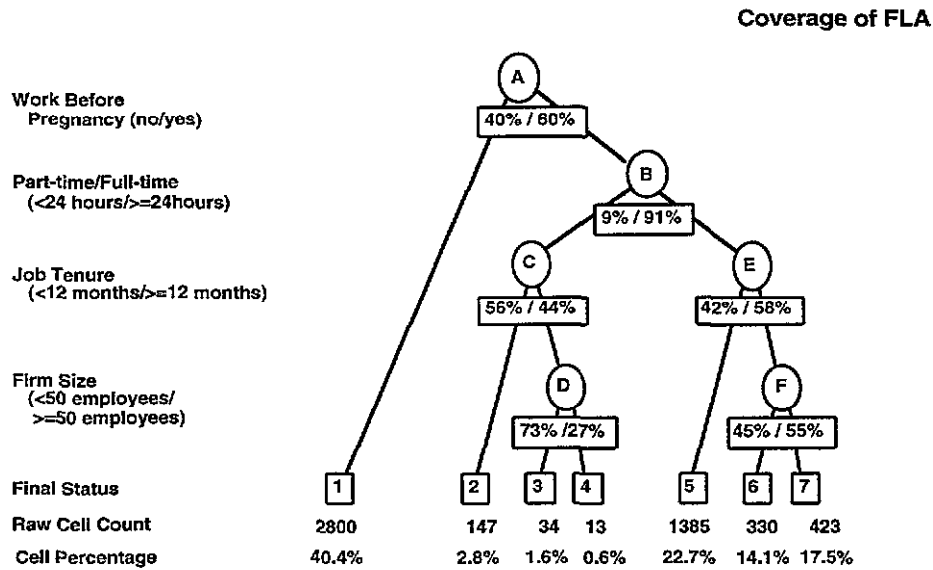 Coverage of FLA
A
Work Before
Pregnancy (no/yes)
40% / 60%
B
Part-time/Full-time
(<24 hours/>=24hours)
9% / 91%
C
E
Job Tenure
(<12 months/>=12 months)
56% / 44%
42% / 58%
D
F
Firm Size
(<50 employees/
>=50 employees)
73% /27%
45% / 55%
Final Status 1 2 3 4 5 6 7
Raw Cell Count 2800 147 34 13 1385 330 423
Cell Percentage 40.4% 2.8% 1.6% 0.6% 22.7% 14.1% 17.5%